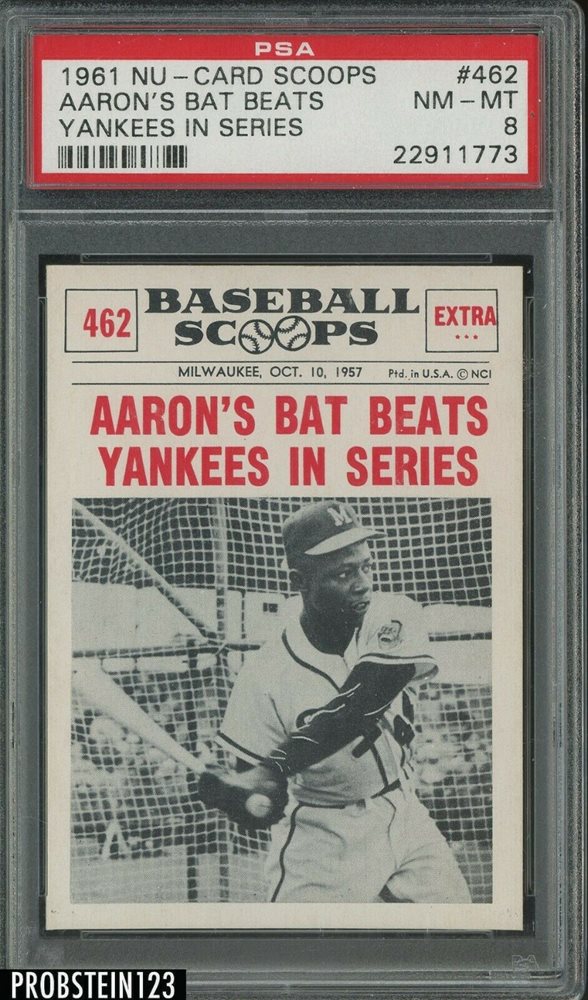 PSA
1961 NU-CARD SCOOPS #462
AARON'S BAT BEATS NM-MT
YANKEES IN SERIES 8
22911773
462 BASEBALL SCOOPS EXTRA
MILWAUKEE, OCT. 10, 1957 Ptd. in U.S.A. © NCI
AARON'S BAT BEATS
YANKEES IN SERIES
M
PSA
PROBSTEIN123